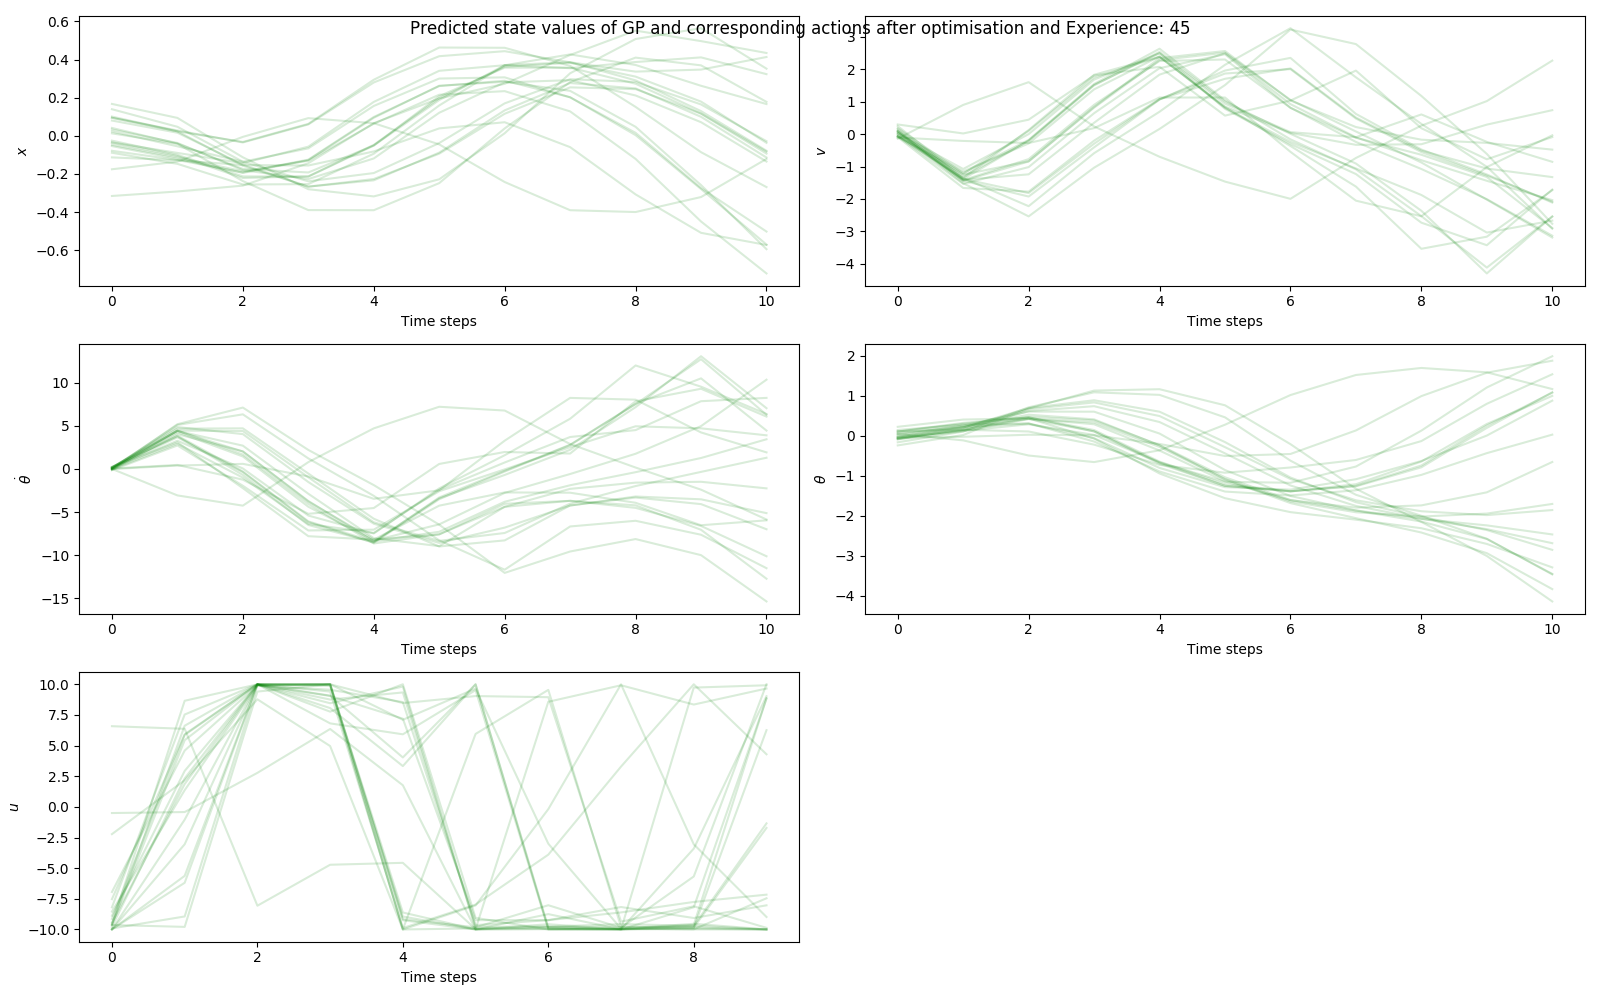 Predicted state values of GP and corresponding actions after optimisation and Experience: 45
0.6
0.4
0.2
0.0
−0.2
−0.4
−0.6
x
0 2 4 6 8 10
Time steps
3
2
1
0
−1
−2
−3
−4
v
0 2 4 6 8 10
Time steps
10
5
0
−5
−10
−15
θ̇
0 2 4 6 8 10
Time steps
2
1
0
−1
−2
−3
−4
θ
0 2 4 6 8 10
Time steps
10.0
7.5
5.0
2.5
0.0
−2.5
−5.0
−7.5
−10.0
u
0 2 4 6 8
Time steps